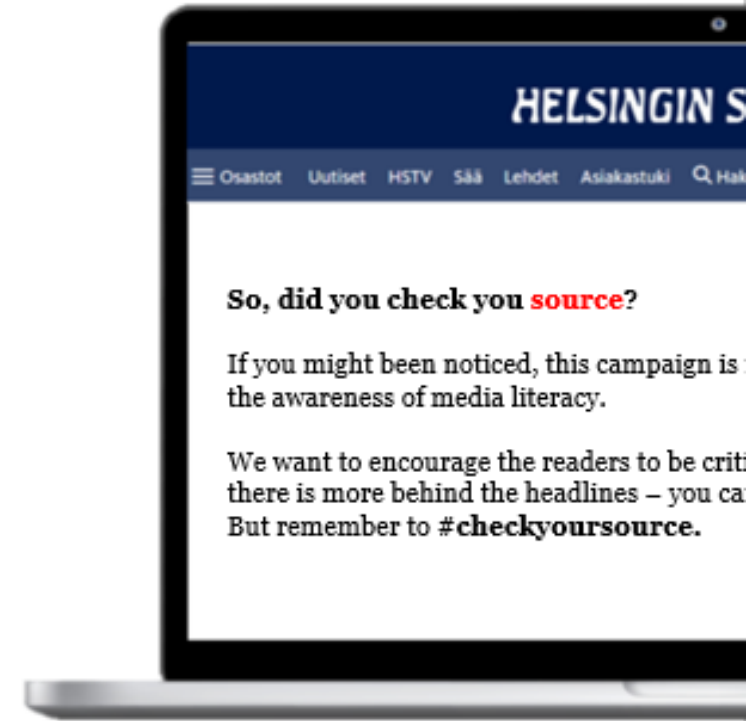 HELSINGIN S
Osastot Uutiset HSTV Sää Lehdet Asiakastuki Hak
So, did you check you source?
If you might been noticed, this campaign is
the awareness of media literacy.
We want to encourage the readers to be criti
there is more behind the headlines – you ca
But remember to #checkyoursource.